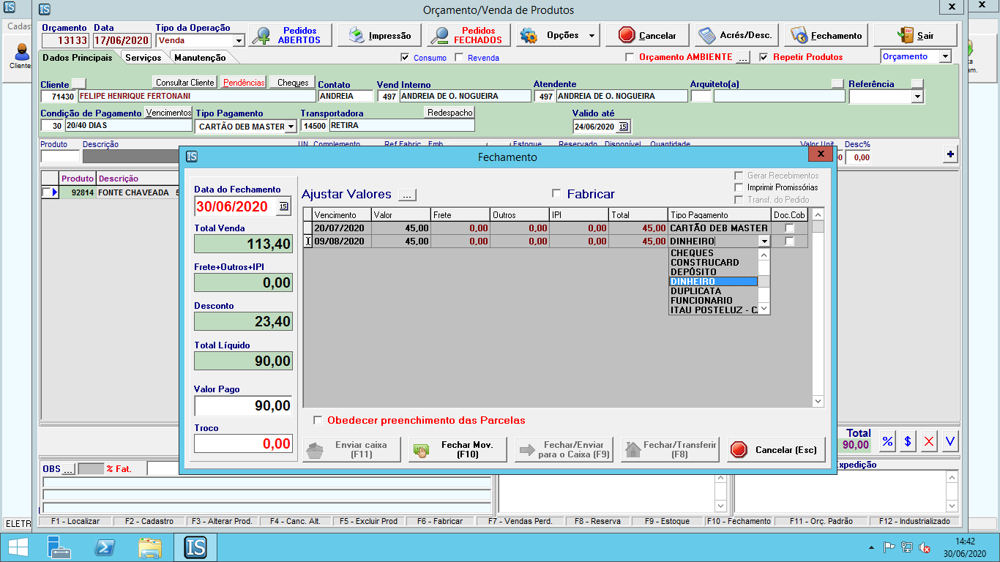 Orçamento/Venda de Produtos
Cadas
Cliente
Orçamento Data Tipo da Operação
13133 17/06/2020 Venda
Pedidos ABERTOS
Impressão
Pedidos FECHADOS
Opções
Cancelar
Acrés/Desc.
Fechamento
Sair
Dados Principais Serviços Manutenção
Consumo Revenda
Orçamento AMBIENTE ... Repetir Produtos Orçamento
Cliente Consultar Cliente Pendências Cheques Contato Vend Interno Atendente Arquiteto(a) Referência
71430 FELIPE HENRIQUE FERTONANI ANDREIA 497 ANDREIA DE O. NOGUEIRA 497 ANDREIA DE O. NOGUEIRA
Condição de Pagamento Vencimentos Tipo Pagamento Transportadora Redespacho Valido até
30 20/40 DIAS CARTÃO DEB MASTER 14500 RETIRA 24/06/2020 15
Produto Descrição UN Complemento Ref Fabric Emb Estoque Reservado Disponível Quantidade Valor Unit Desc%
0,00
Produto Descrição
92814 FONTE CHAVEADA 5
Fechamento
Data do Fechamento
30/06/2020 15
Total Venda
113,40
Frete+Outros+IPI
0,00
Desconto
23,40
Total Líquido
90,00
Valor Pago
90,00
Troco
0,00
Ajustar Valores ...
Fabricar
Gerar Recebimentos
Imprimir Promissórias
Transf. do Pedido
Vencimento Valor Frete Outros IPI Total Tipo Pagamento Doc.Cob
20/07/2020 45,00 0,00 0,00 0,00 45,00 CARTÃO DEB MASTER
09/08/2020 45,00 0,00 0,00 0,00 45,00 DINHEIRO
CHEQUES
CONSTRUCARD
DEPÓSITO
DINHEIRO
DUPLICATA
FUNCIONARIO
ITAU POSTELUZ - C
Obedecer preenchimento das Parcelas
Enviar caixa (F11)
Fechar Mov. (F10)
Fechar/Enviar para o Caixa (F9)
Fechar/Transferir (F8)
Cancelar (Esc)
Total
90,00
% $ X V
OBS ... % Fat.
xpedição
F1 - Localizar F2 - Cadastro F3 - Alterar Prod. F4 - Canc. Alt. F5 - Excluir Prod F6 - Fabricar F7 - Vendas Perd. F8 - Reserva F9 - Estoque F10 - Fechamento F11 - Orç. Padrão F12 - Industrializado
ELETR
IS
14:42
30/06/2020